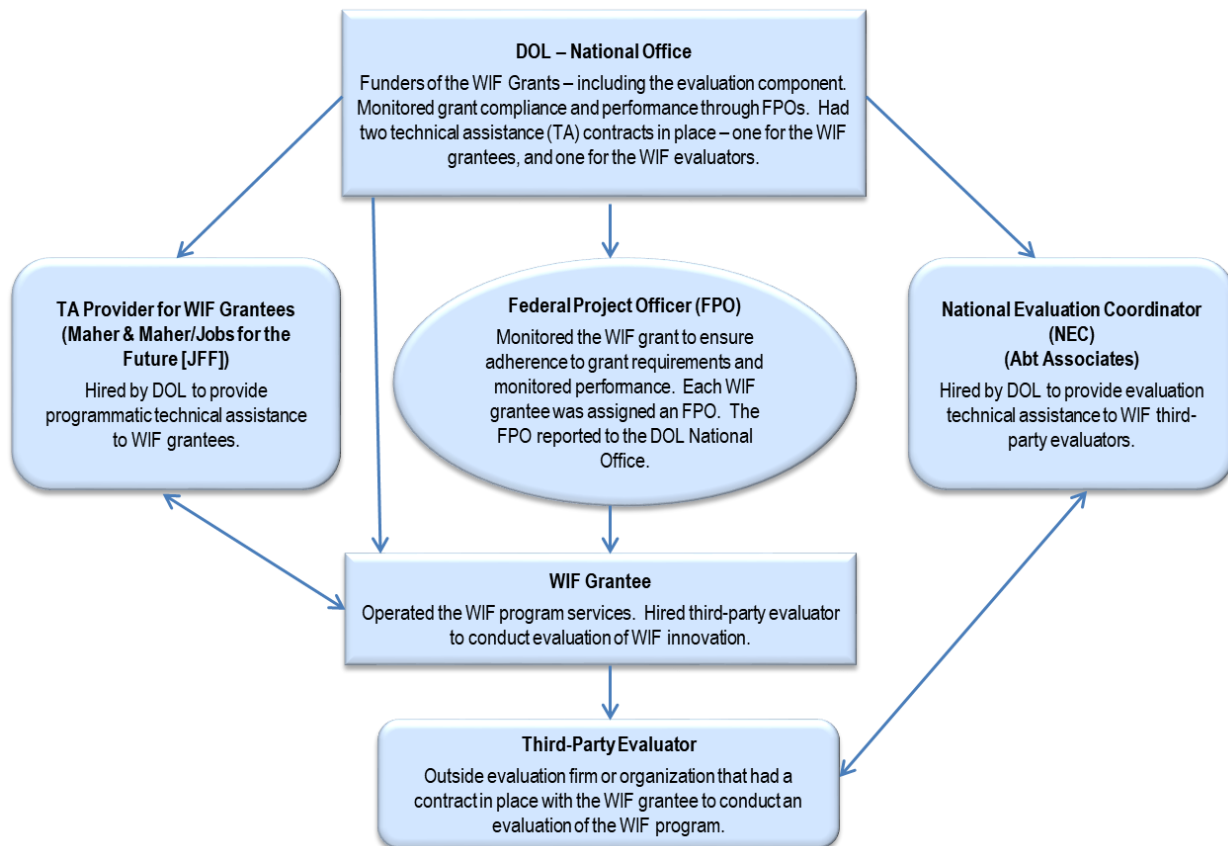 DOL – National Office
Funders of the WIF Grants – including the evaluation component.
Monitored grant compliance and performance through FPOs. Had
two technical assistance (TA) contracts in place – one for the WIF
grantees, and one for the WIF evaluators.
TA Provider for WIF Grantees
(Maher & Maher/Jobs for the
Future [JFF])
Hired by DOL to provide
programmatic technical assistance
to WIF grantees.
Federal Project Officer (FPO)
Monitored the WIF grant to ensure
adherence to grant requirements and
monitored performance. Each WIF
grantee was assigned an FPO. The
FPO reported to the DOL National
Office.
National Evaluation Coordinator
(NEC)
(Abt Associates)
Hired by DOL to provide evaluation
technical assistance to WIF third-
party evaluators.
WIF Grantee
Operated the WIF program services. Hired third-party evaluator
to conduct evaluation of WIF innovation.
Third-Party Evaluator
Outside evaluation firm or organization that had a
contract in place with the WIF grantee to conduct an
evaluation of the WIF program.